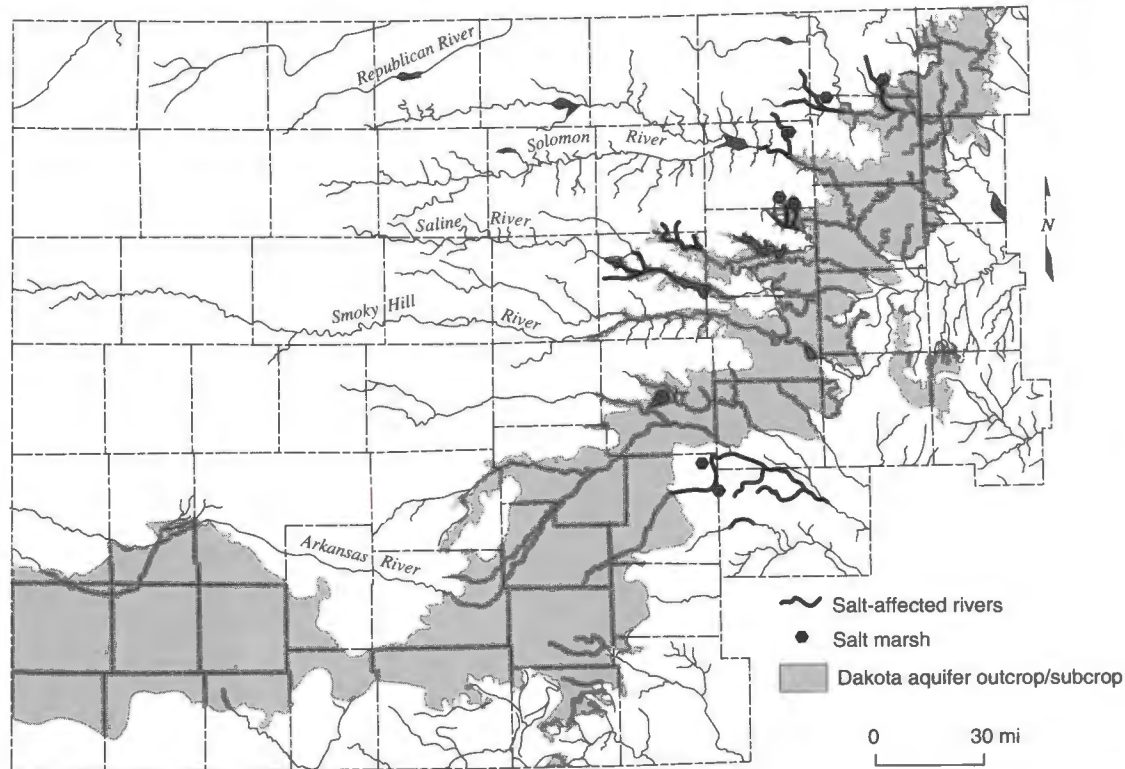 Republican River
Solomon River
Saline River
N
Smoky Hill River
Arkansas River
Salt-affected rivers
Salt marsh
Dakota aquifer outcrop/subcrop
0 30 mi